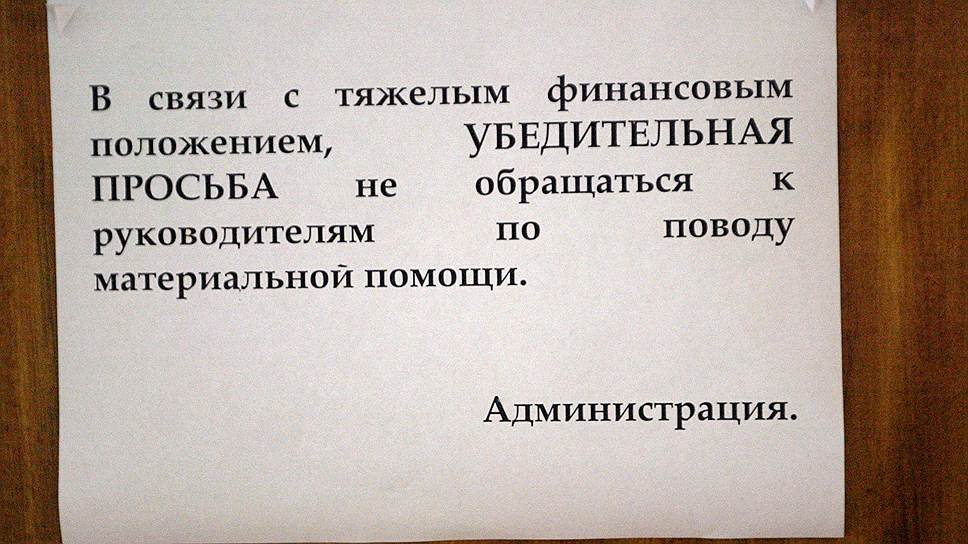 В связи с тяжелым финансовым
положением, УБЕДИТЕЛЬНАЯ
ПРОСЬБА не обращаться к
руководителям по поводу
материальной помощи.
Администрация.